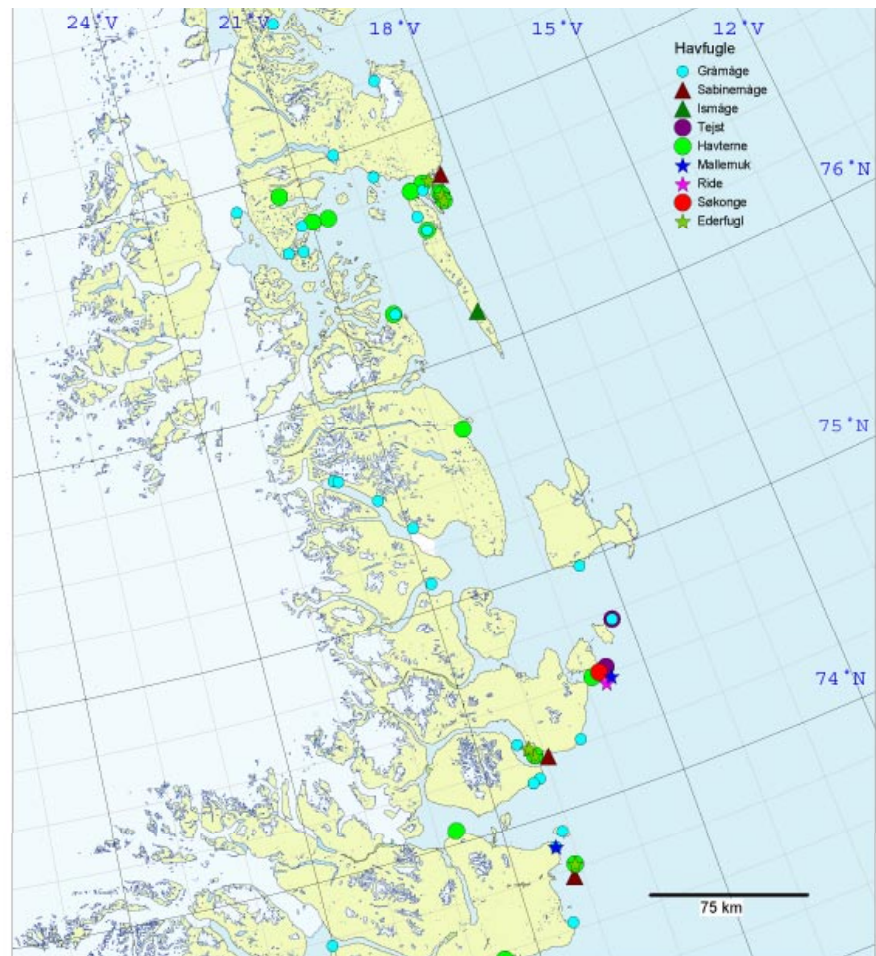 24°V
21°V
18°V
15°V
12°V
Havfugle
Gråmåge
Sabinemåge
Ismåge
Tejst
Havterne
Mallemuk
Ride
Søkonge
Ederfugl
76°N
75°N
74°N
75 km